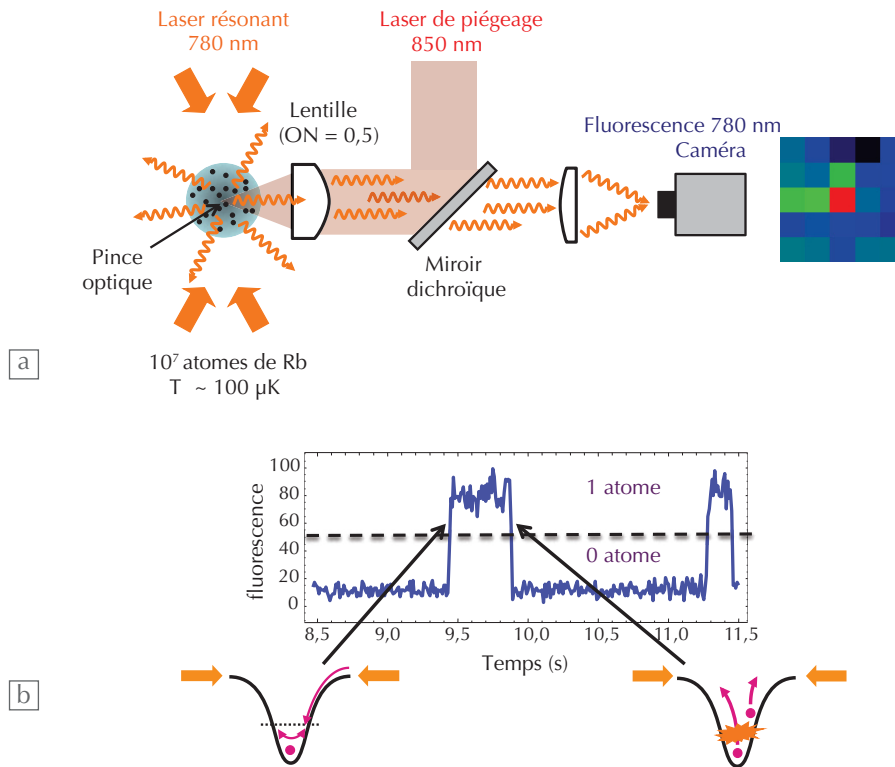 Laser résonant
780 nm
Laser de piégeage
850 nm
Lentille
(ON = 0,5)
Fluorescence 780 nm
Caméra
Pince
optique
Miroir
dichroïque
10⁷ atomes de Rb
T ~ 100 µK
a
fluorescence
100
80
60
40
20
0
1 atome
0 atome
8,5 9,0 9,5 10,0 10,5 11,0 11,5
Temps (s)
b